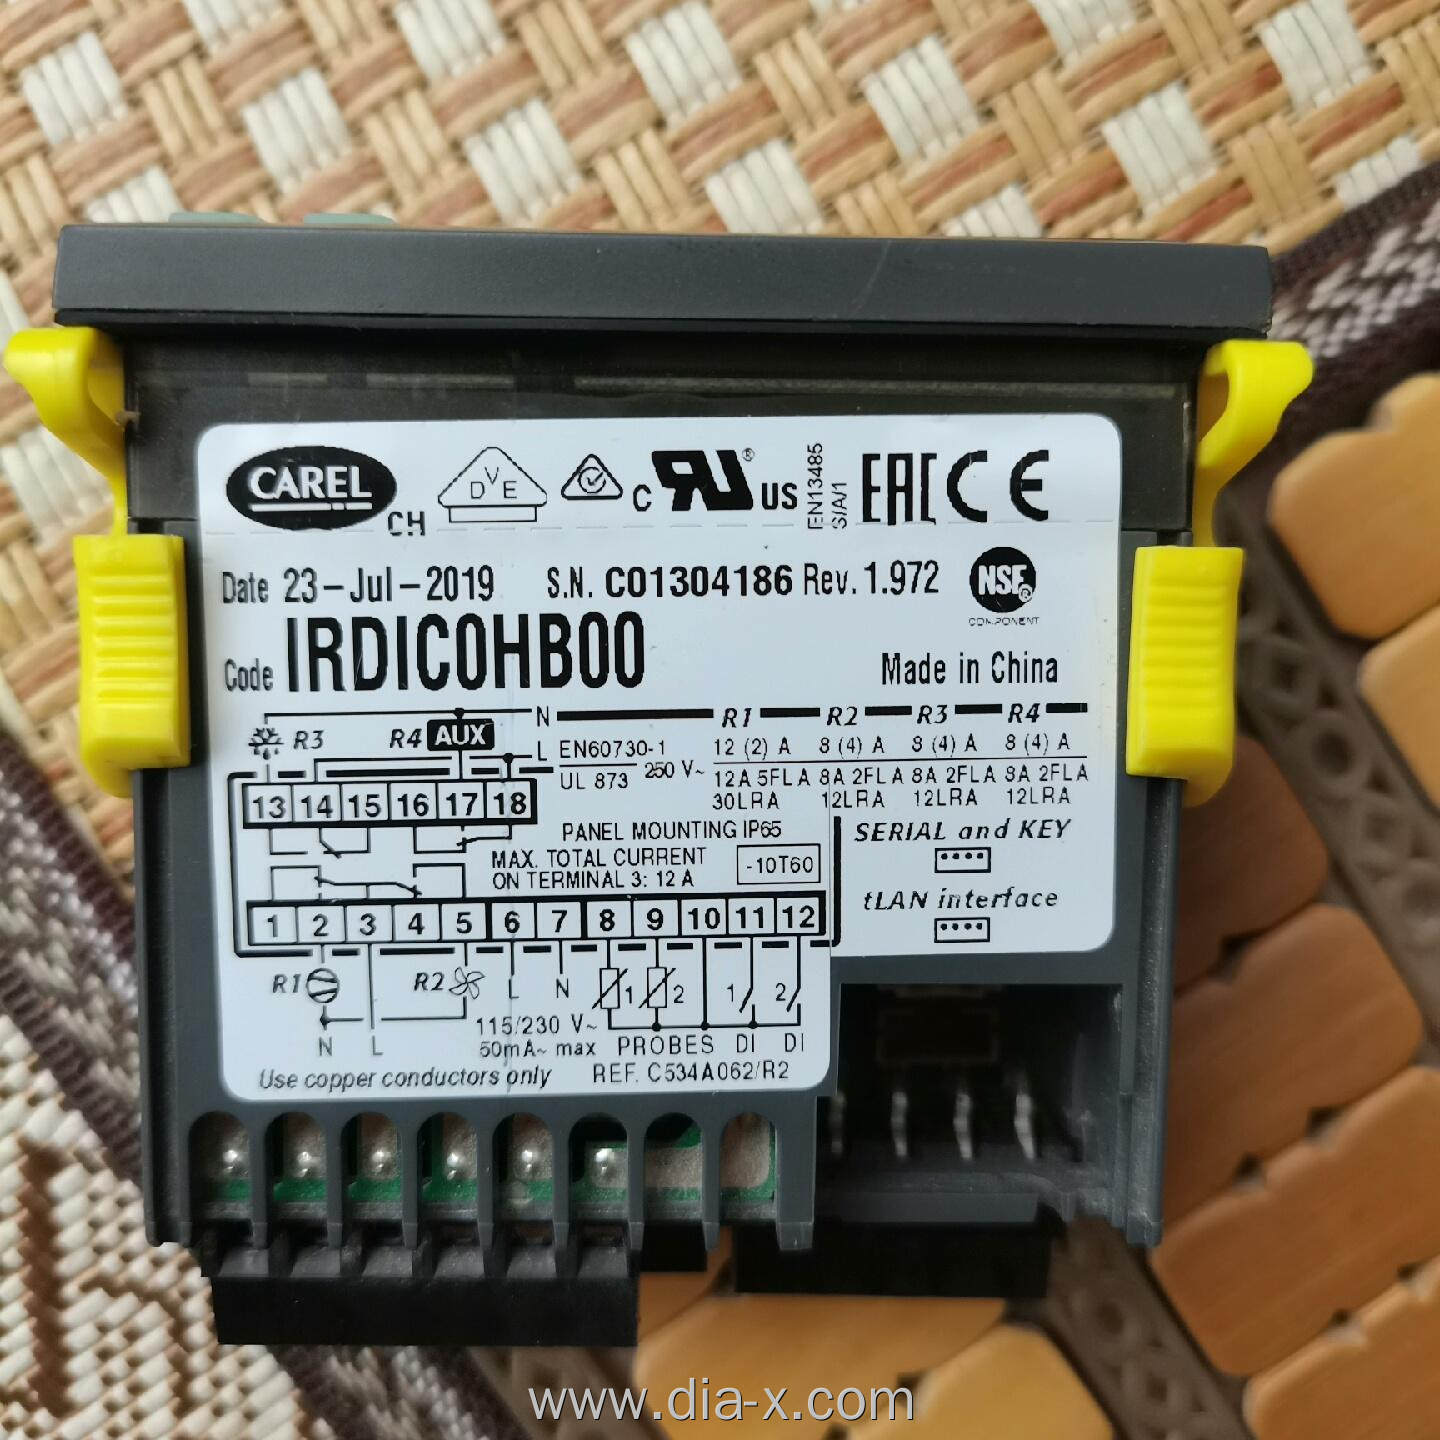 CAREL
CH
D V E
C RU ® US
EN13485
S/A/1
EAC CE
Date 23-Jul-2019 S.N. C01304186 Rev. 1.972
NSF ®
COMPONENT
Code IRDIC0HB00
Made in China
N R1 R2 R3 R4
R3 R4 AUX
L EN60730-1 12 (2) A 8 (4) A 8 (4) A 8 (4) A
UL 873 250 V~ 12A 5FLA 8A 2FLA 8A 2FLA 8A 2FLA
30LRA 12LRA 12LRA 12LRA
13 14 15 16 17 18
PANEL MOUNTING IP65
SERIAL and KEY
MAX. TOTAL CURRENT
ON TERMINAL 3: 12 A
-10T60
tLAN interface
1 2 3 4 5 6 7 8 9 10 11 12
R1 R2 L N 1 2 1 2
115/230 V~
N L 50mA~ max PROBES DI DI
Use copper conductors only REF. C534A062/R2
www.dia-x.com